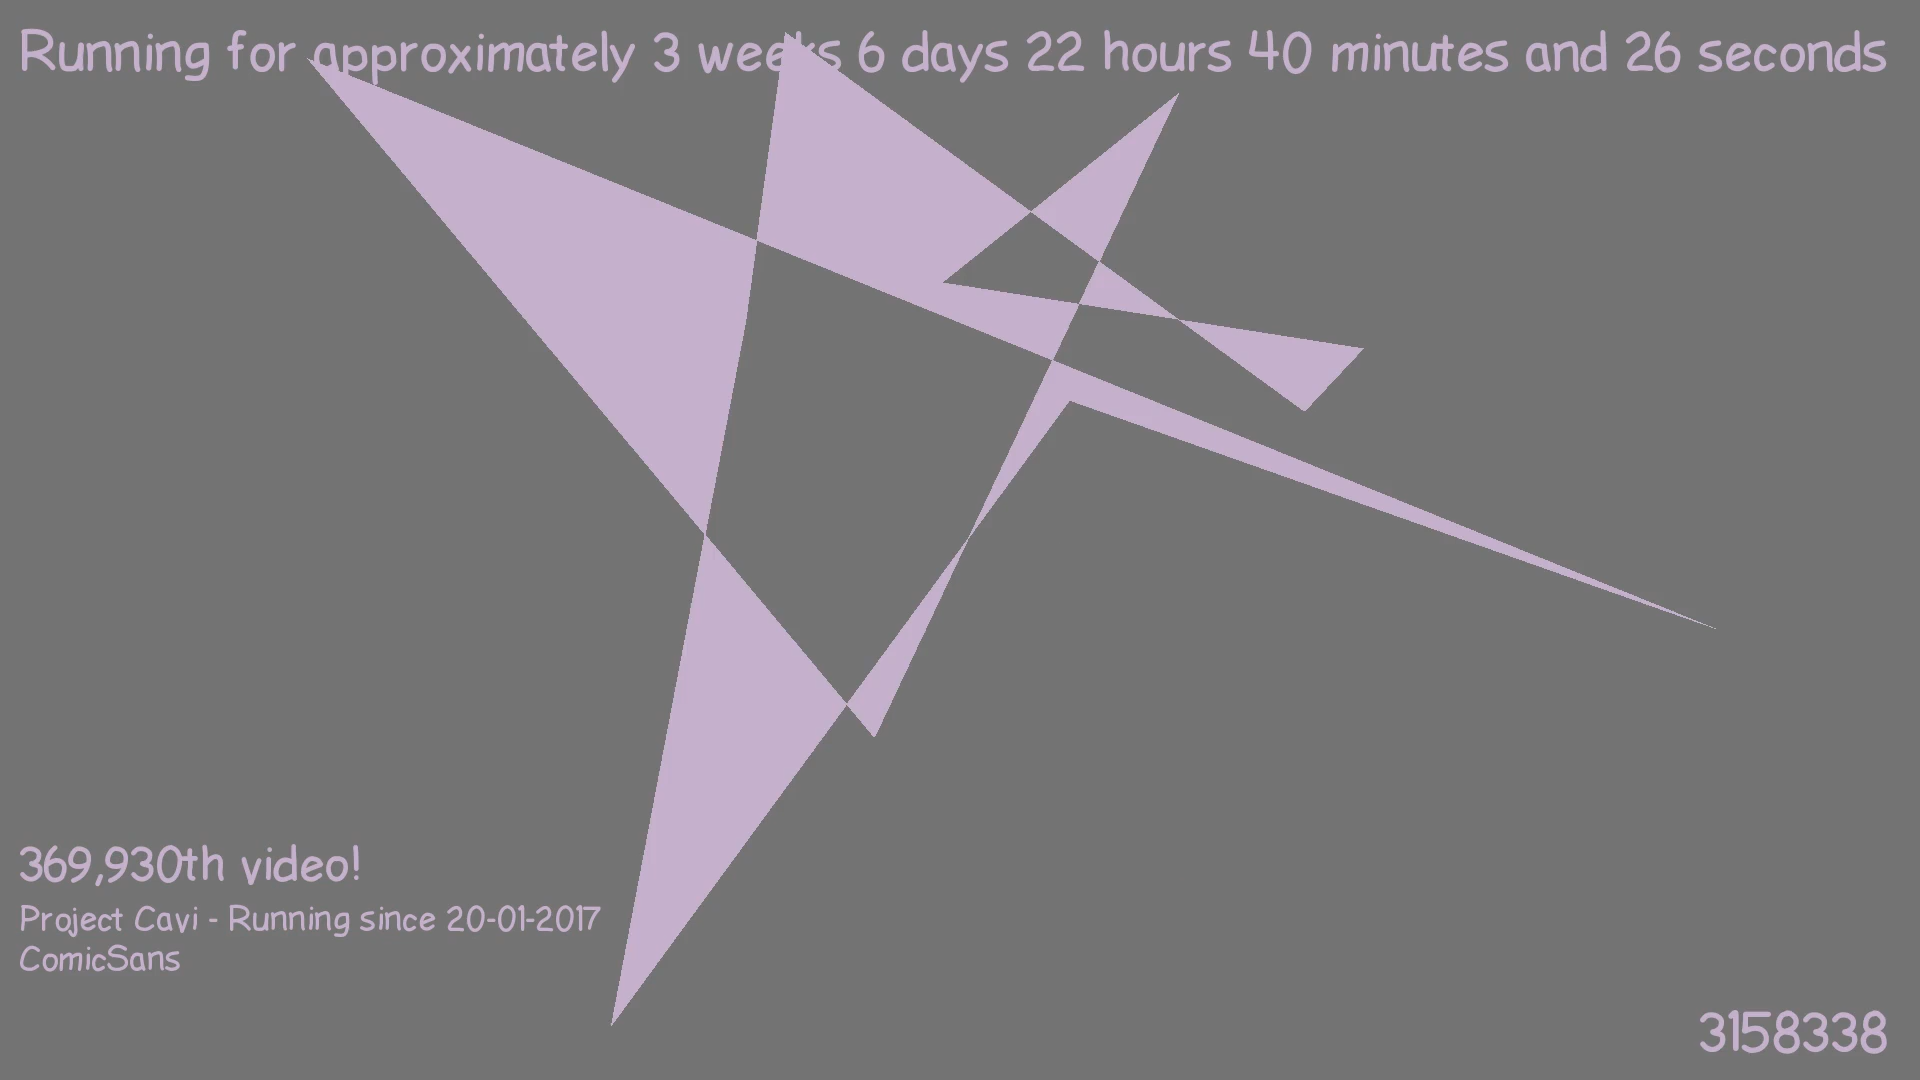 Running for approximately 3 weeks 6 days 22 hours 40 minutes and 26 seconds
369,930th video!
Project Cavi - Running since 20-01-2017
ComicSans
3158338